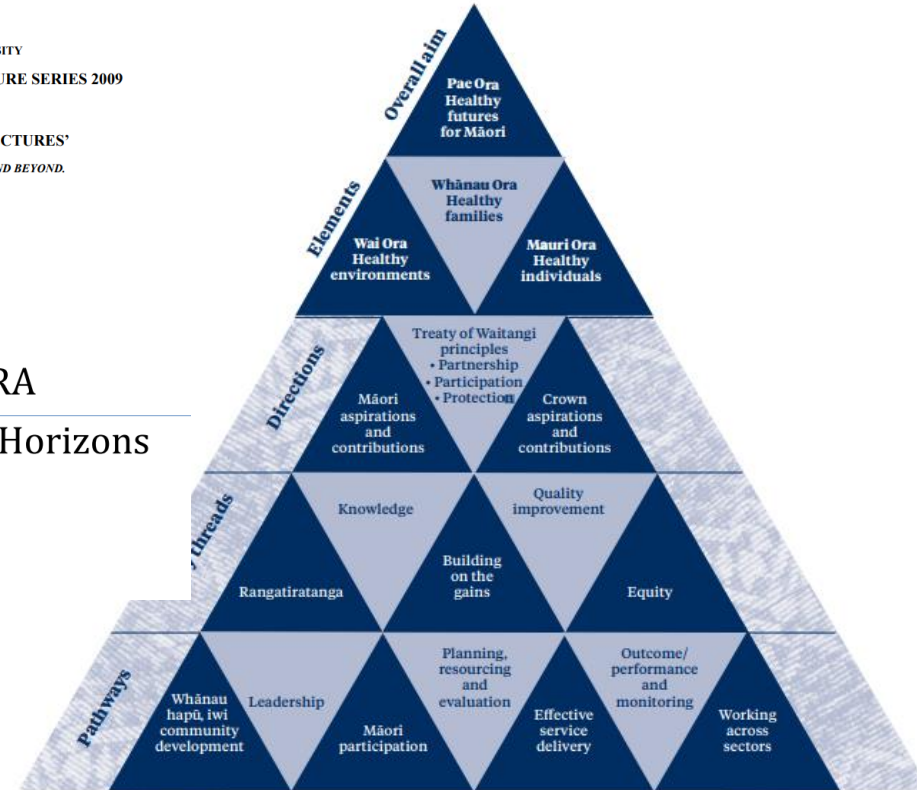 URE SERIES 2009
CTURES’
ND BEYOND.
RA
Horizons
Overall aim
Pae Ora
Healthy
futures
for Māori
Elements
Whānau Ora
Healthy
families
Wai Ora
Healthy
environments
Mauri Ora
Healthy
individuals
Directions
Treaty of Waitangi
principles
• Partnership
• Participation
• Protection
Māori
aspirations
and
contributions
Crown
aspirations
and
contributions
threads
Knowledge
Quality
improvement
Rangatiratanga
Building
on the
gains
Equity
Pathways
Whānau
hapū, iwi
community
development
Leadership
Māori
participation
Planning,
resourcing
and
evaluation
Effective
service
delivery
Outcome/
performance
and
monitoring
Working
across
sectors